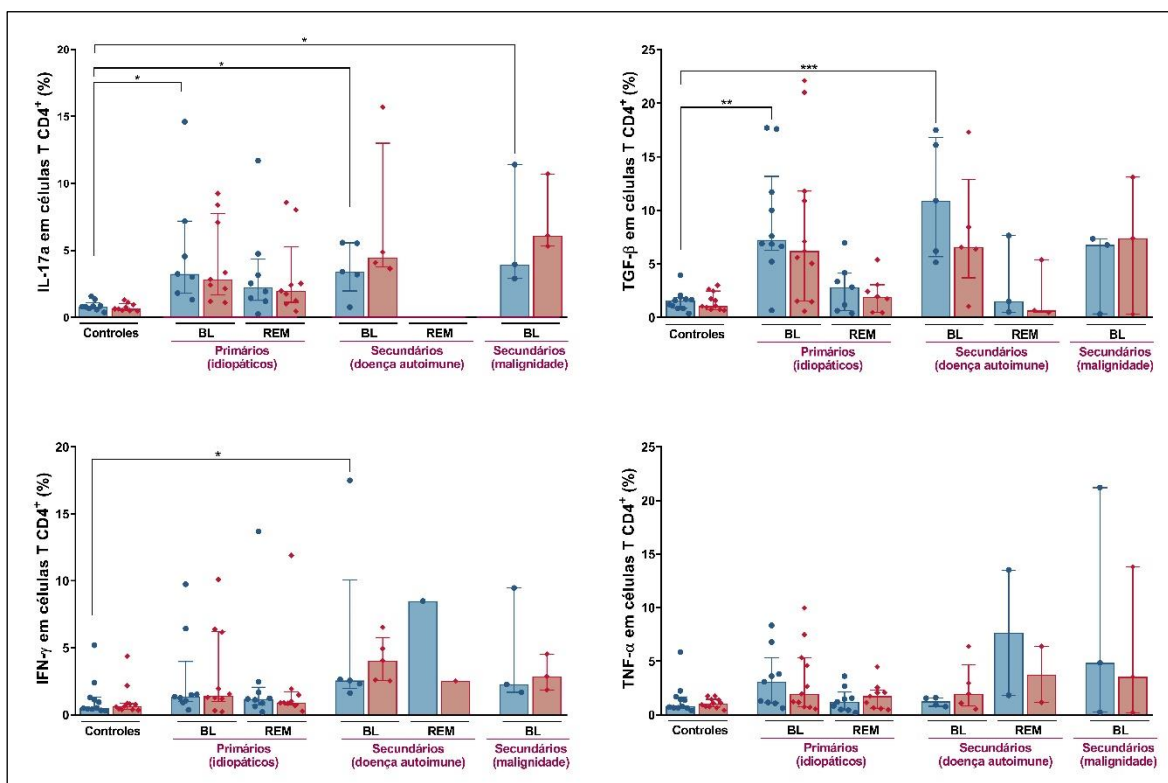 IL-17a em células T CD4+ (%)
20
15
10
5
0
*
*
*
Controles
BL
REM
BL
REM
BL
Primários
(idiopáticos)
Secundários
(doença autoimune)
Secundários
(malignidade)
TGF-β em células T CD4+ (%)
25
20
15
10
5
0
**
***
Controles
BL
REM
BL
REM
BL
Primários
(idiopáticos)
Secundários
(doença autoimune)
Secundários
(malignidade)
IFN-γ em células T CD4+ (%)
20
15
10
5
0
*
Controles
BL
REM
BL
REM
BL
Primários
(idiopáticos)
Secundários
(doença autoimune)
Secundários
(malignidade)
TNF-α em células T CD4+ (%)
25
20
15
10
5
0
Controles
BL
REM
BL
REM
BL
Primários
(idiopáticos)
Secundários
(doença autoimune)
Secundários
(malignidade)